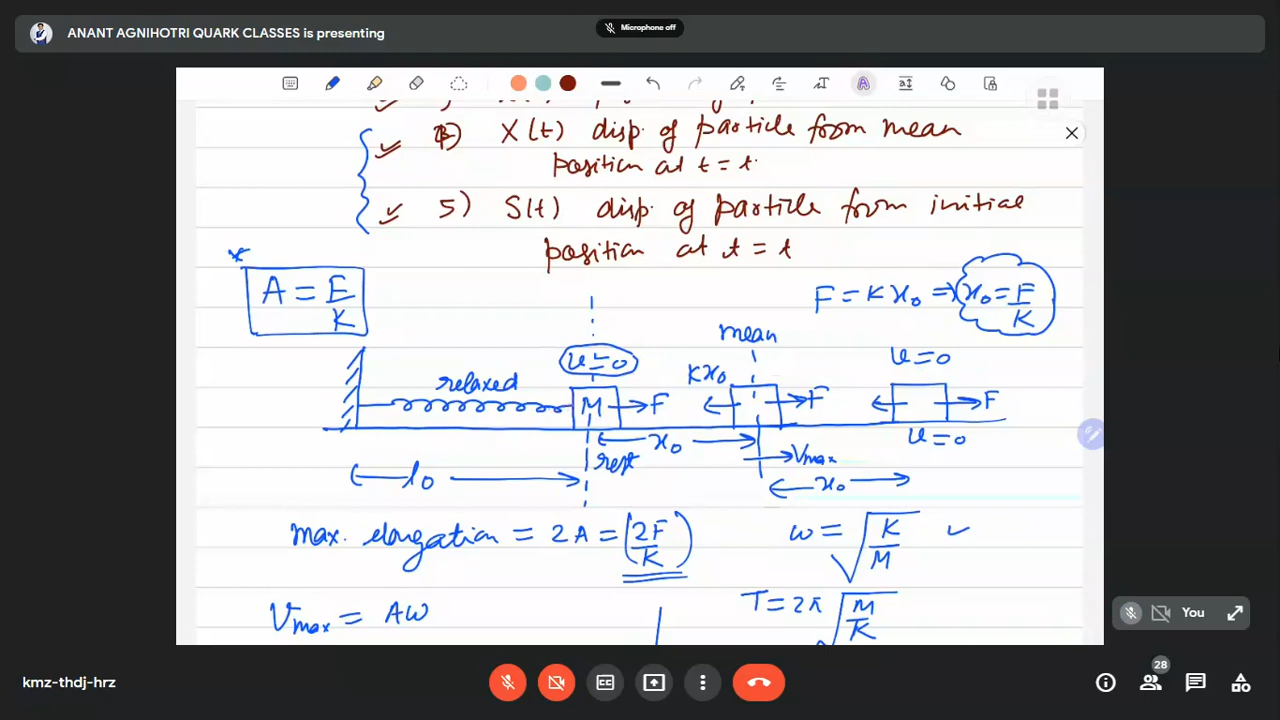 ANANT AGNIHOTRI QUARK CLASSES is presenting
Microphone off
X(t) disp. of particle from mean
position at t = t
5) S(t) disp. of particle from initial
position at t = t
A = F/K
F = K x₀ ⇒ x₀ = F/K
mean
u = 0
v = 0
relaxed
Kx₀
M
F
F
F
x₀
v = 0
rest
Vmax
l₀
x₀
max. elongation = 2A = (2F/K)
ω = √(K/M)
Vmax = Aω
T = 2π √(M/K)
You
kmz-thdj-hrz
28